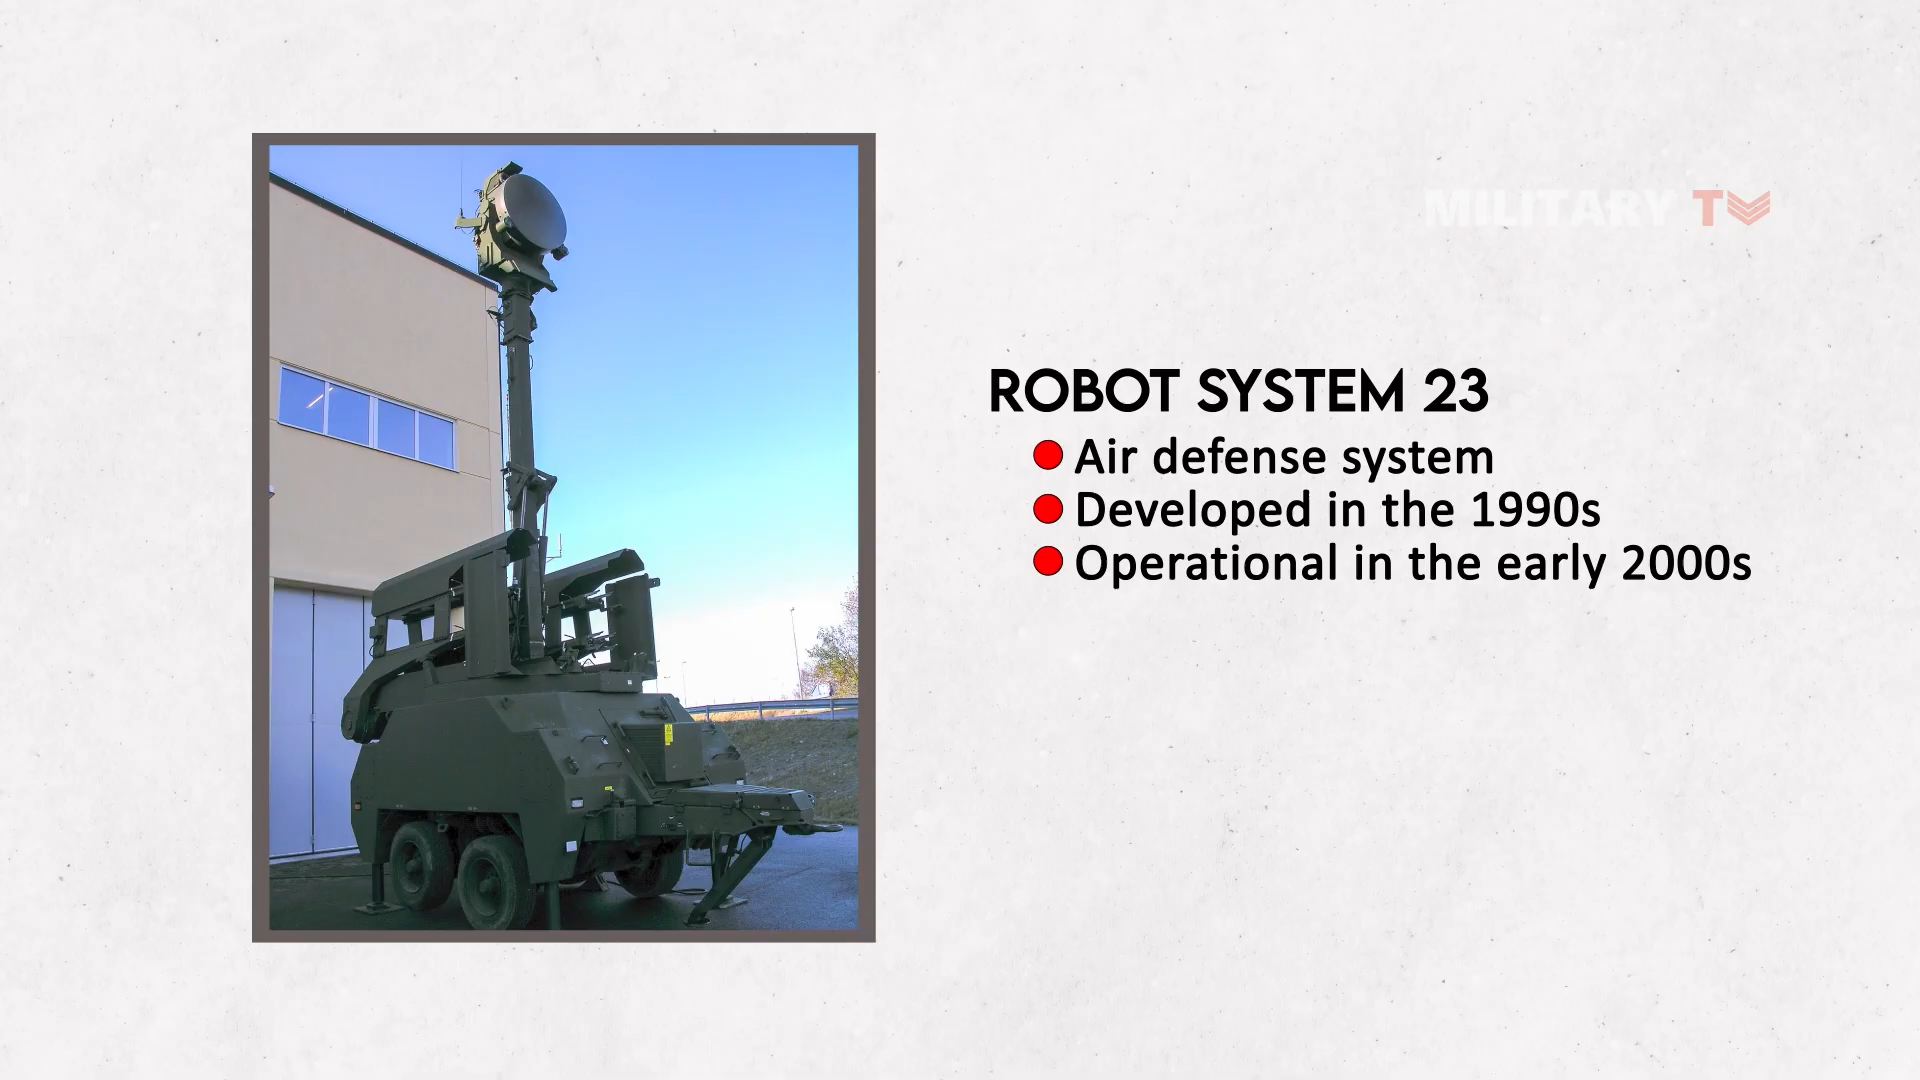 MILITARY TV
ROBOT SYSTEM 23
Air defense system
Developed in the 1990s
Operational in the early 2000s